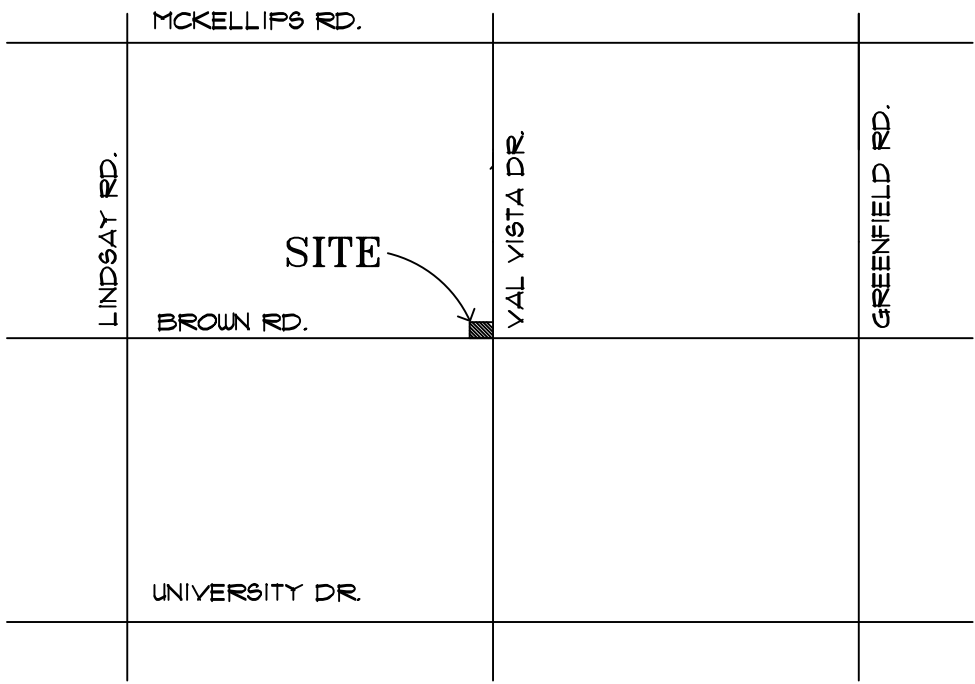 MCKELLIPS RD.
LINDSAY RD.
VAL VISTA DR.
GREENFIELD RD.
SITE
BROWN RD.
UNIVERSITY DR.